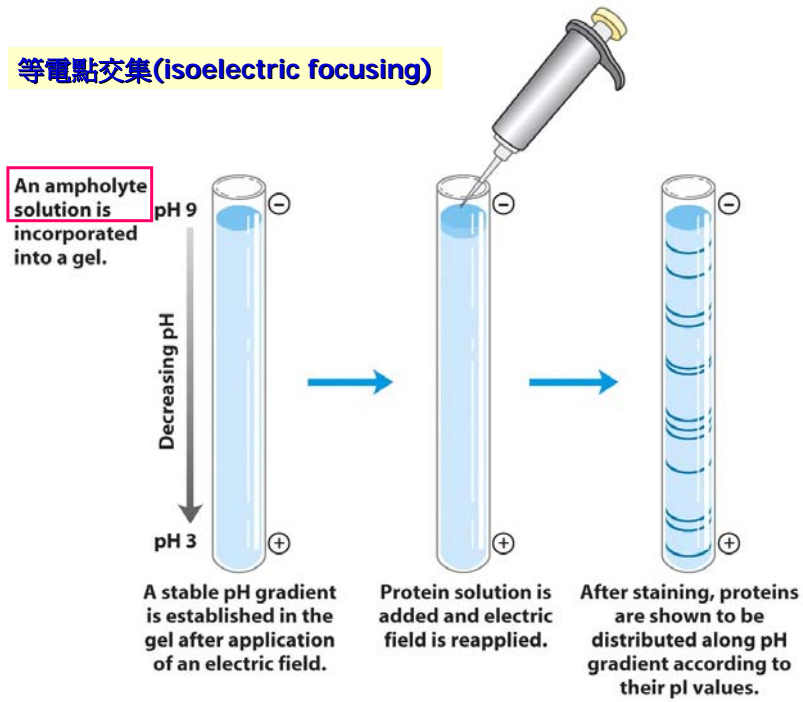 等電點交集(isoelectric focusing)
An ampholyte
solution is
incorporated
into a gel.
pH 9
Decreasing pH
pH 3
−
+
−
+
−
+
A stable pH gradient
is established in the
gel after application
of an electric field.
Protein solution is
added and electric
field is reapplied.
After staining, proteins
are shown to be
distributed along pH
gradient according to
their pI values.